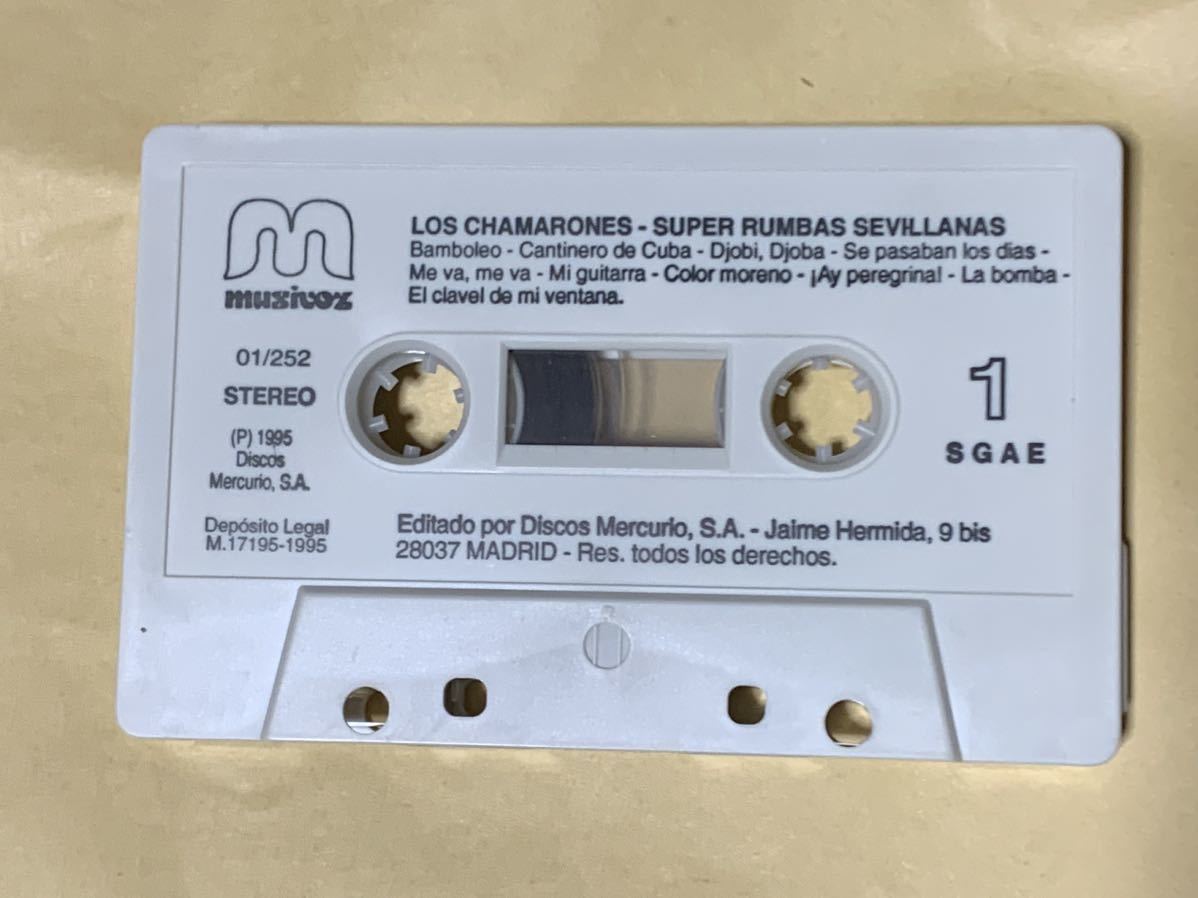 musivoz
LOS CHAMARONES - SUPER RUMBAS SEVILLANAS
Bamboleo - Cantinero de Cuba - Djobi, Djoba - Se pasaban los días -
Me va, me va - Mi guitarra - Color moreno - ¡Ay peregrina! - La bomba -
El clavel de mi ventana.
01/252
STEREO
(P) 1995
Discos
Mercurio, S.A.
1
SGAE
Depósito Legal
M.17195-1995
Editado por Discos Mercurio, S.A. - Jaime Hermida, 9 bis
28037 MADRID - Res. todos los derechos.